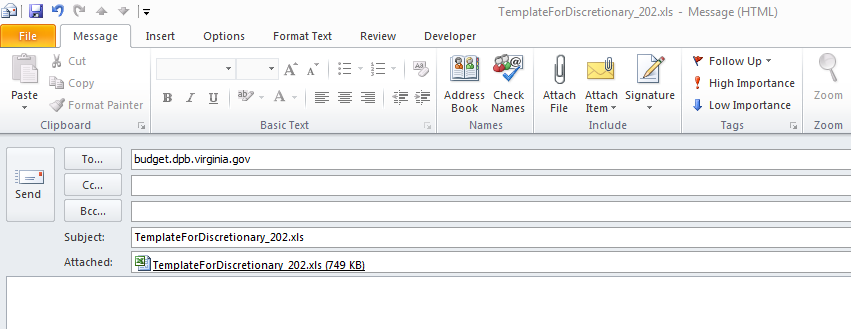 TemplateForDiscretionary_202.xls - Message (HTML)
File Message Insert Options Format Text Review Developer
Paste
Cut
Copy
Format Painter
Clipboard
B I U
Basic Text
Address Book
Check Names
Names
Attach File
Attach Item
Signature
Include
Follow Up
High Importance
Low Importance
Tags
Zoom
Zoom
Send
To... budget.dpb.virginia.gov
Cc...
Bcc...
Subject: TemplateForDiscretionary_202.xls
Attached: TemplateForDiscretionary_202.xls (749 KB)